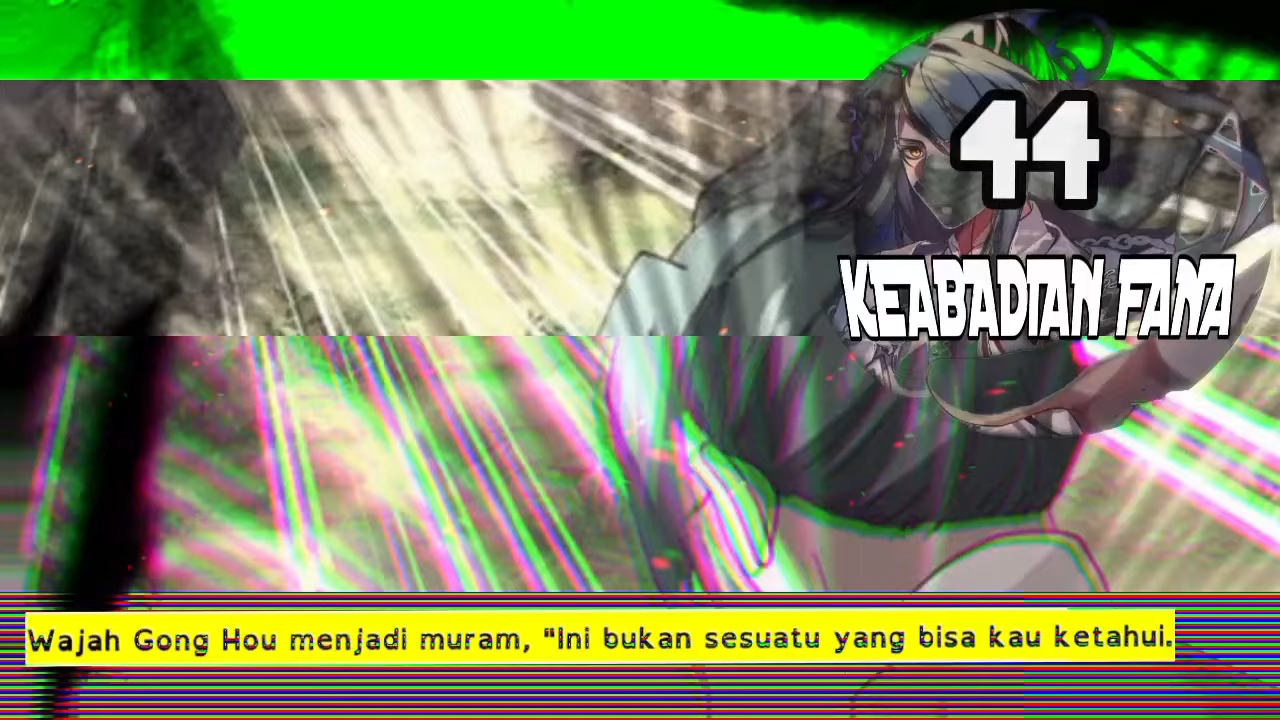 44
KEABADIAN FANA
Wajah Gong Hou menjadi muram, "Ini bukan sesuatu yang bisa kau ketahui.